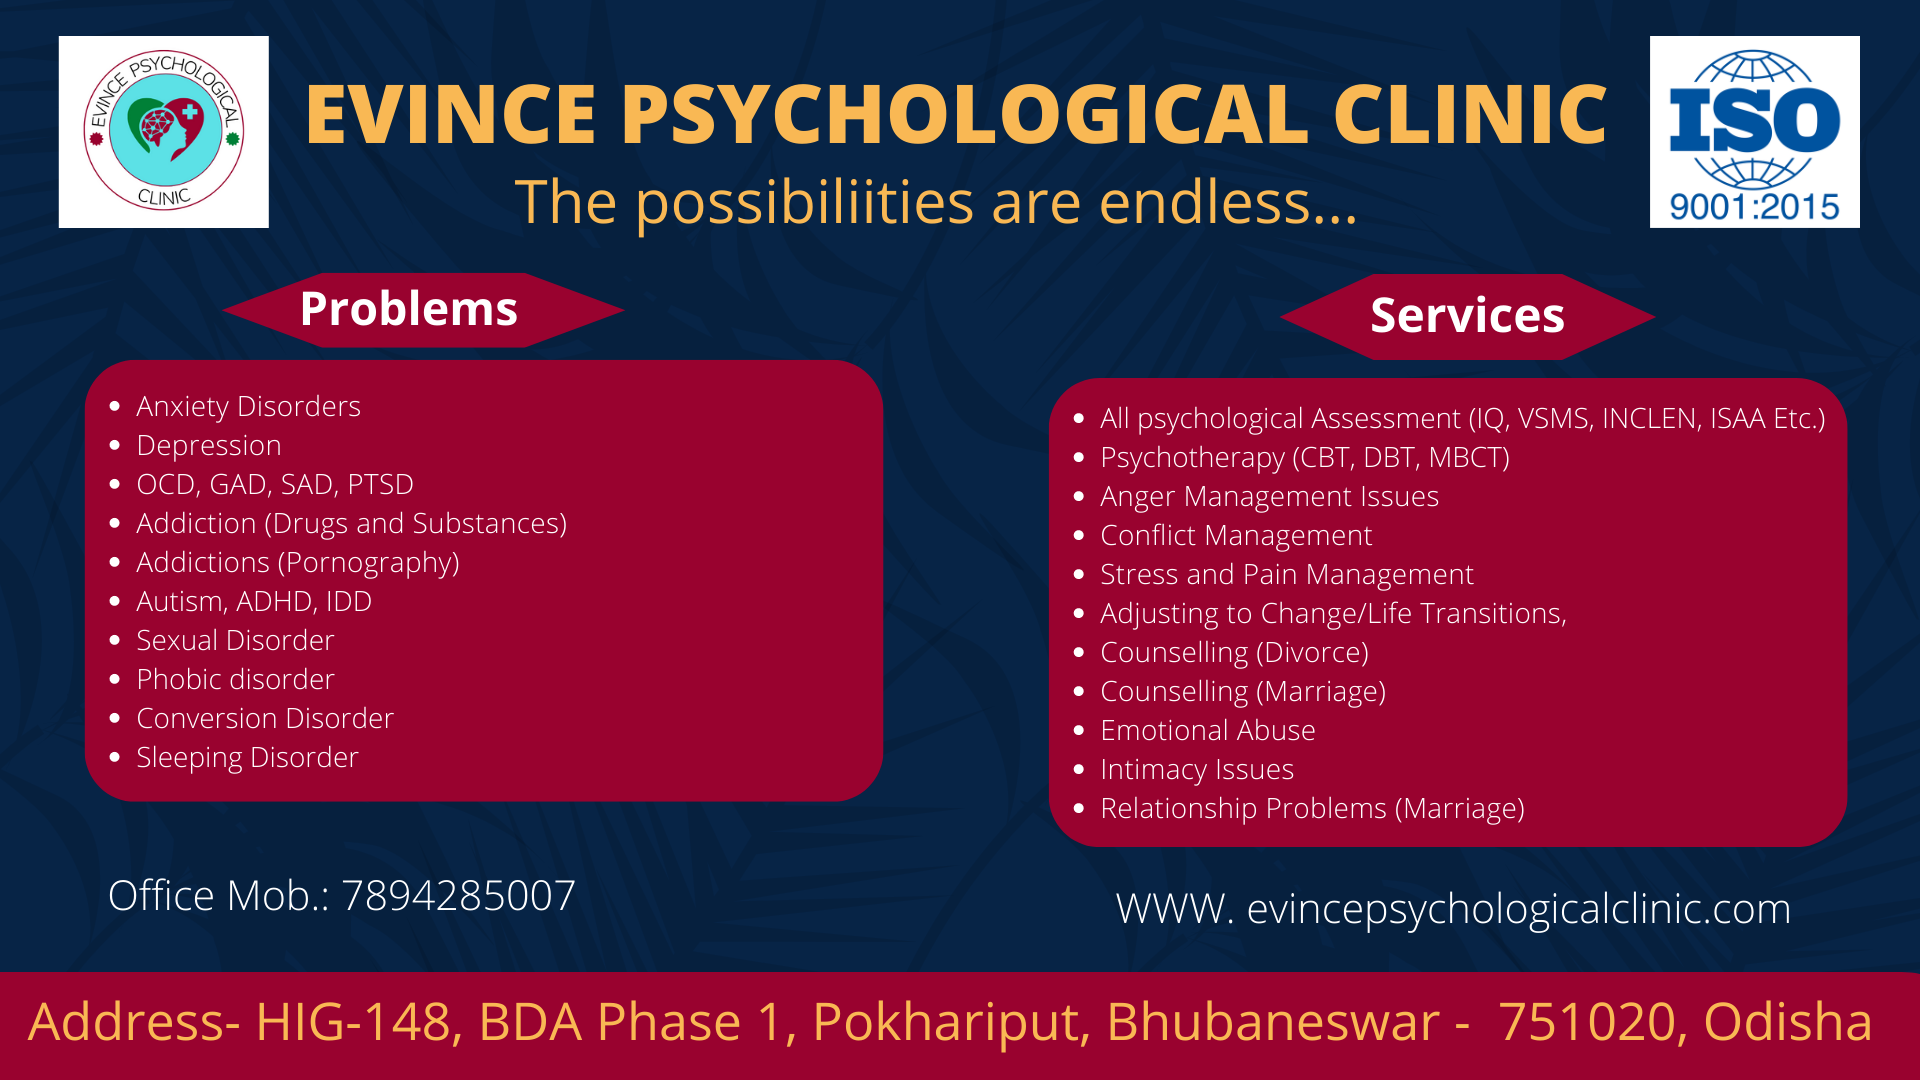 EVINCE PSYCHOLOGICAL
CLINIC
EVINCE PSYCHOLOGICAL CLINIC
The possibiliities are endless...
ISO
9001:2015
Problems
• Anxiety Disorders
• Depression
• OCD, GAD, SAD, PTSD
• Addiction (Drugs and Substances)
• Addictions (Pornography)
• Autism, ADHD, IDD
• Sexual Disorder
• Phobic disorder
• Conversion Disorder
• Sleeping Disorder
Services
• All psychological Assessment (IQ, VSMS, INCLEN, ISAA Etc.)
• Psychotherapy (CBT, DBT, MBCT)
• Anger Management Issues
• Conflict Management
• Stress and Pain Management
• Adjusting to Change/Life Transitions,
• Counselling (Divorce)
• Counselling (Marriage)
• Emotional Abuse
• Intimacy Issues
• Relationship Problems (Marriage)
Office Mob.: 7894285007
WWW. evincepsychologicalclinic.com
Address- HIG-148, BDA Phase 1, Pokhariput, Bhubaneswar - 751020, Odisha